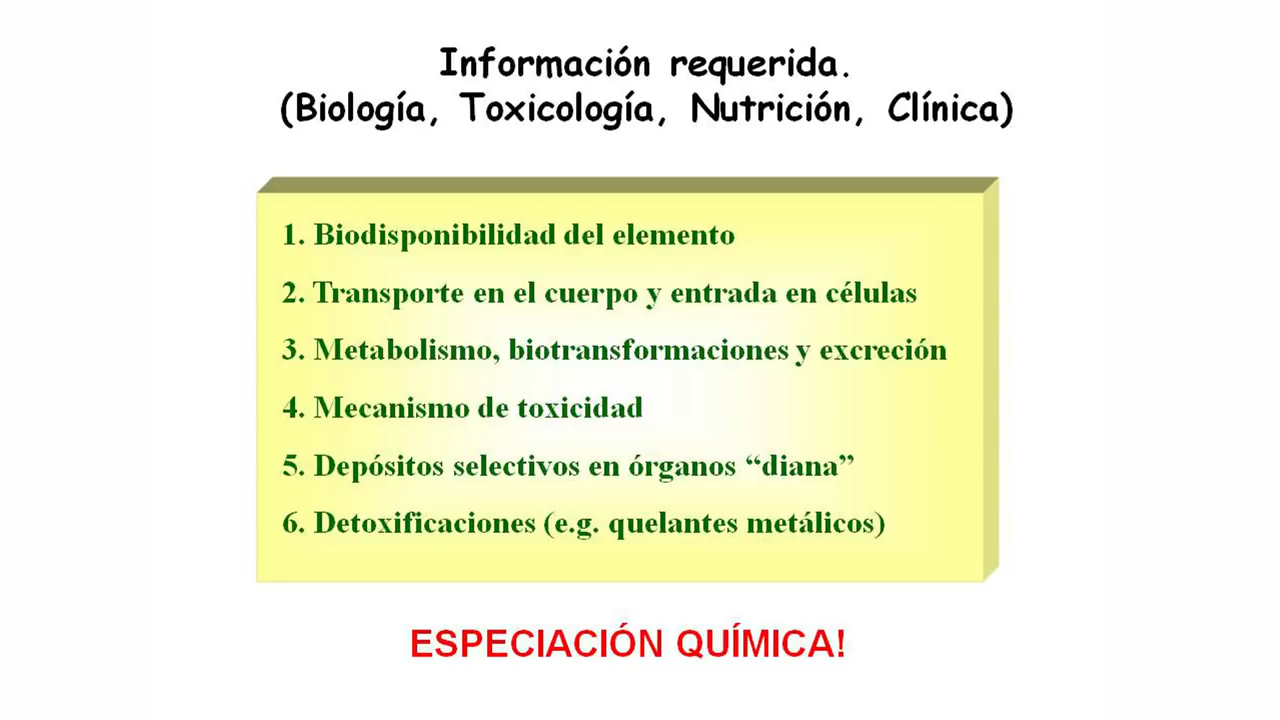 Información requerida.
(Biología, Toxicología, Nutrición, Clínica)
1. Biodisponibilidad del elemento
2. Transporte en el cuerpo y entrada en células
3. Metabolismo, biotransformaciones y excreción
4. Mecanismo de toxicidad
5. Depósitos selectivos en órganos “diana”
6. Detoxificaciones (e.g. quelantes metálicos)
ESPECIACIÓN QUÍMICA!